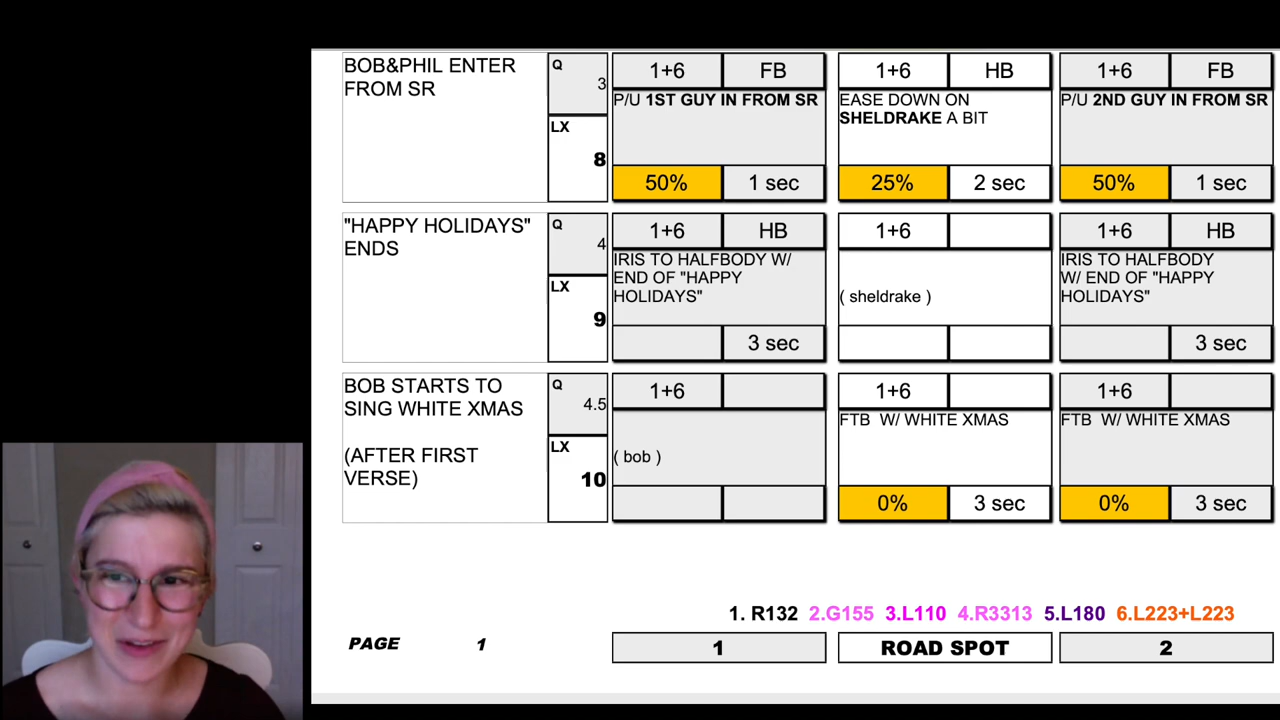 BOB&PHIL ENTER
FROM SR
Q
3
LX
8
1+6
FB
P/U 1ST GUY IN FROM SR
50%
1 sec
1+6
HB
EASE DOWN ON
SHELDRAKE A BIT
25%
2 sec
1+6
FB
P/U 2ND GUY IN FROM SR
50%
1 sec
"HAPPY HOLIDAYS"
ENDS
Q
4
LX
9
1+6
HB
IRIS TO HALFBODY W/
END OF "HAPPY
HOLIDAYS"
3 sec
1+6
( sheldrake )
1+6
HB
IRIS TO HALFBODY
W/ END OF "HAPPY
HOLIDAYS"
3 sec
BOB STARTS TO
SING WHITE XMAS
(AFTER FIRST
VERSE)
Q
4.5
LX
10
1+6
( bob )
1+6
FTB W/ WHITE XMAS
0%
3 sec
1+6
FTB W/ WHITE XMAS
0%
3 sec
1. R132 2.G155 3.L110 4.R3313 5.L180 6.L223+L223
PAGE 1
1
ROAD SPOT
2